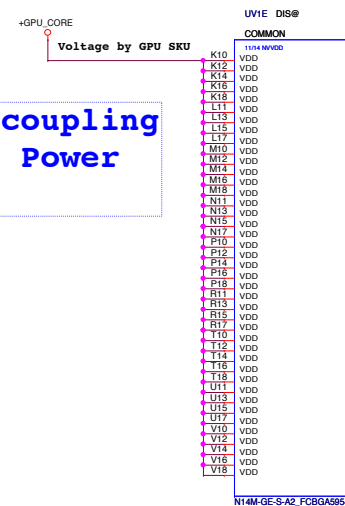 UV1E DIS@
+GPU_CORE
COMMON
Voltage by GPU SKU
11/14 NVVDD
K10 VDD
K12 VDD
K14 VDD
K16 VDD
K18 VDD
L11 VDD
L13 VDD
L15 VDD
L17 VDD
M10 VDD
M12 VDD
M14 VDD
M16 VDD
M18 VDD
N11 VDD
N13 VDD
N15 VDD
N17 VDD
P10 VDD
P12 VDD
P14 VDD
P16 VDD
P18 VDD
R11 VDD
R13 VDD
R15 VDD
R17 VDD
T10 VDD
T12 VDD
T14 VDD
T16 VDD
T18 VDD
U11 VDD
U13 VDD
U15 VDD
U17 VDD
V10 VDD
V12 VDD
V14 VDD
V16 VDD
V18 VDD
coupling
Power
N14M-GE-S-A2_FCBGA595